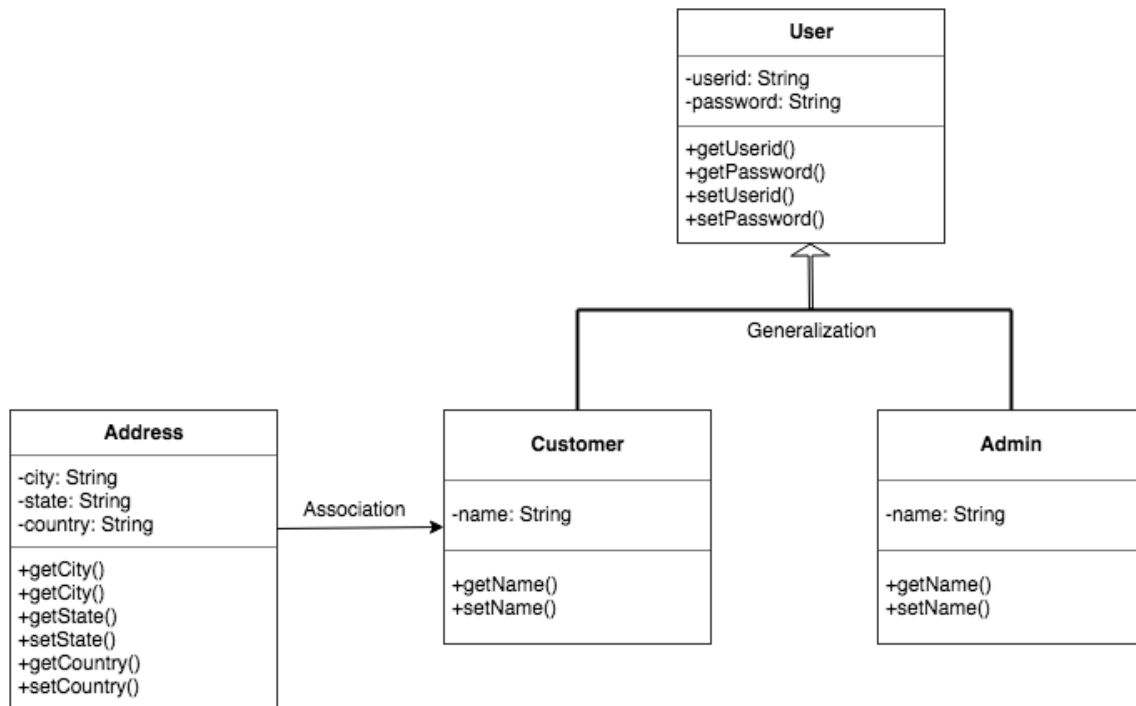 User
-userid: String
-password: String
+getUserid()
+getPassword()
+setUserid()
+setPassword()
Generalization
Address
-city: String
-state: String
-country: String
+getCity()
+getCity()
+getState()
+setState()
+getCountry()
+setCountry()
Association
Customer
-name: String
+getName()
+setName()
Admin
-name: String
+getName()
+setName()